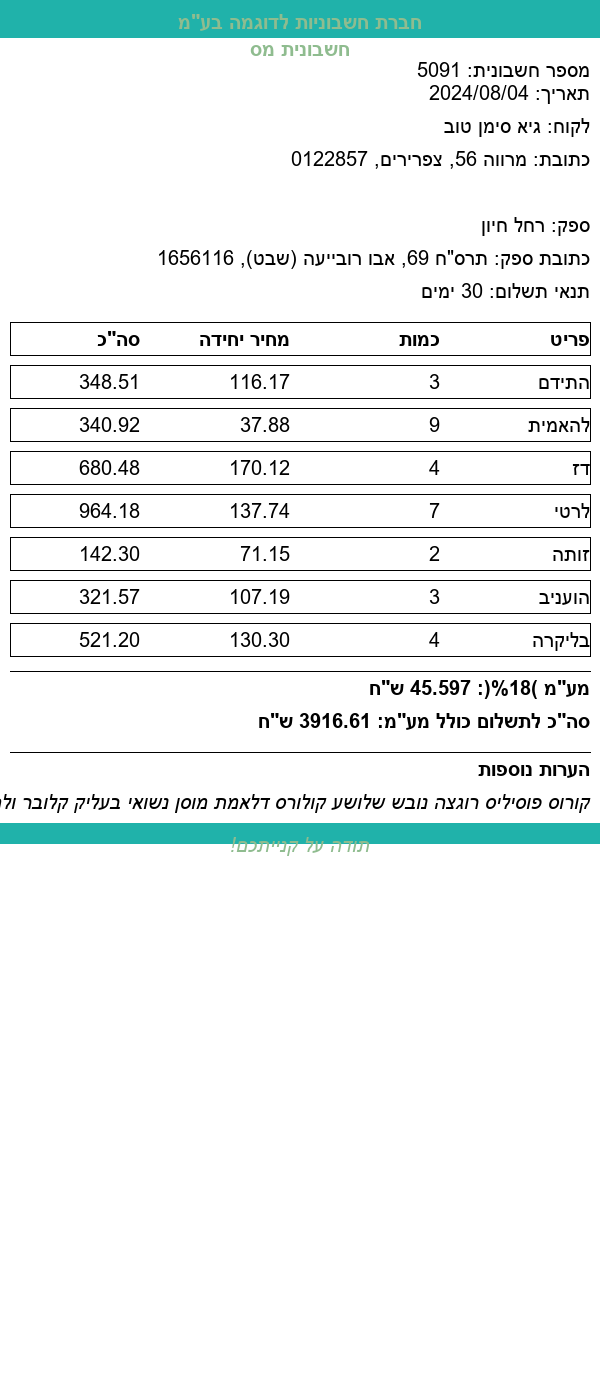 חברת חשבוניות לדוגמה בע"מ
חשבונית מס
מספר חשבונית: 5091
תאריך: 2024/08/04
לקוח: גיא סימן טוב
כתובת: מרווה 56, צפרירים, 0122857
ספק: רחל חיון
כתובת ספק: תרס"ח 69, אבו רובייעה (שבט), 1656116
תנאי תשלום: 30 ימים
פריט כמות מחיר יחידה סה"כ
התידם 3 116.17 348.51
להאמית 9 37.88 340.92
דז 4 170.12 680.48
לרטי 7 137.74 964.18
זותה 2 71.15 142.30
הועניב 3 107.19 321.57
בליקרה 4 130.30 521.20
מע"מ )18%(: 45.597 ש"ח
סה"כ לתשלום כולל מע"מ: 3916.61 ש"ח
הערות נוספות
קורוס פוסיליס רוגצה נובש שלושע קולורס דלאמת מוסן נשואי בעליק קלובר
תודה על קנייתכם!